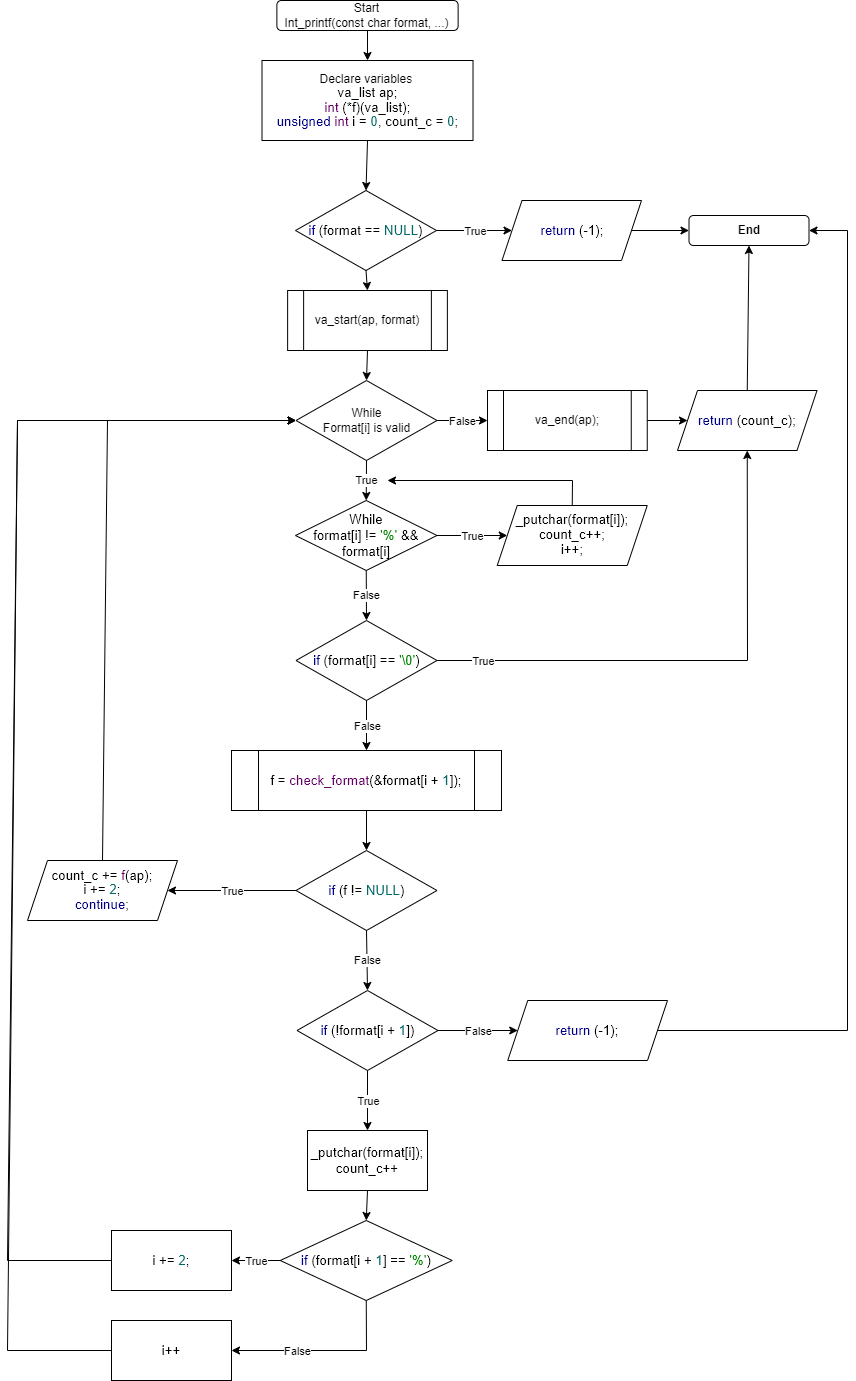 Start
Int_printf(const char format, ...)
Declare variables
va_list ap;
int (*f)(va_list);
unsigned int i = 0, count_c = 0;
if (format == NULL)
True
return (-1);
End
va_start(ap, format)
While
Format[i] is valid
False
va_end(ap);
return (count_c);
True
While
format[i] != '%' &&
format[i]
True
_putchar(format[i]);
count_c++;
i++;
False
if (format[i] == '\0')
True
False
f = check_format(&format[i + 1]);
count_c += f(ap);
i += 2;
continue;
True
if (f != NULL)
False
if (!format[i + 1])
False
return (-1);
True
_putchar(format[i]);
count_c++
i += 2;
True
if (format[i + 1] == '%')
i++
False